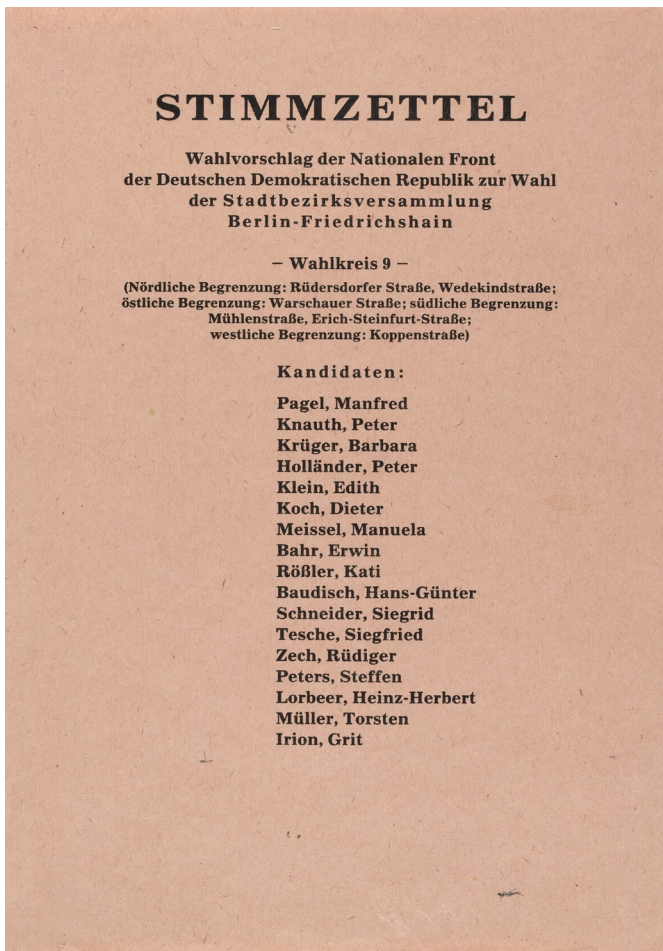 STIMMZETTEL
Wahlvorschlag der Nationalen Front
der Deutschen Demokratischen Republik zur Wahl
der Stadtbezirksversammlung
Berlin-Friedrichshain
– Wahlkreis 9 –
(Nördliche Begrenzung: Rüdersdorfer Straße, Wedekindstraße;
östliche Begrenzung: Warschauer Straße; südliche Begrenzung:
Mühlenstraße, Erich-Steinfurt-Straße;
westliche Begrenzung: Koppenstraße)
Kandidaten:
Pagel, Manfred
Knauth, Peter
Krüger, Barbara
Holländer, Peter
Klein, Edith
Koch, Dieter
Meissel, Manuela
Bahr, Erwin
Rößler, Kati
Baudisch, Hans-Günter
Schneider, Siegrid
Tesche, Siegfried
Zech, Rüdiger
Peters, Steffen
Lorbeer, Heinz-Herbert
Müller, Torsten
Irion, Grit